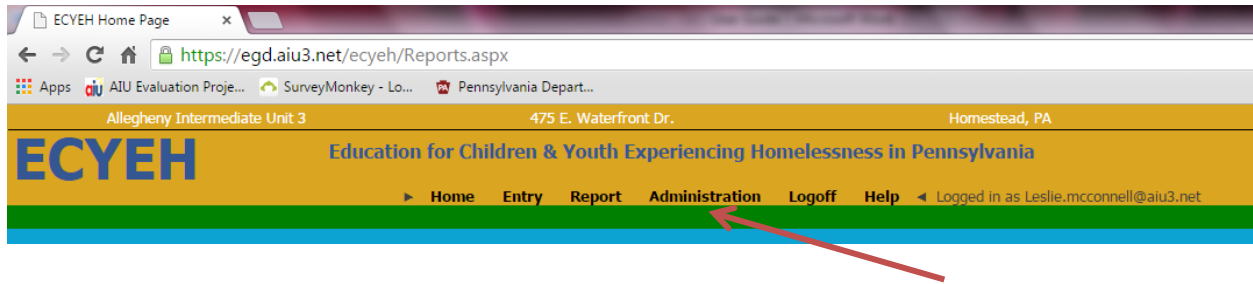 ECYEH Home Page
https://egd.aiu3.net/ecyeh/Reports.aspx
Apps aiu AIU Evaluation Proje... SurveyMonkey - Lo... PA Pennsylvania Depart...
Allegheny Intermediate Unit 3 475 E. Waterfront Dr. Homestead, PA
ECYEH Education for Children & Youth Experiencing Homelessness in Pennsylvania
Home Entry Report Administration Logoff Help Logged in as Leslie.mcconnell@aiu3.net